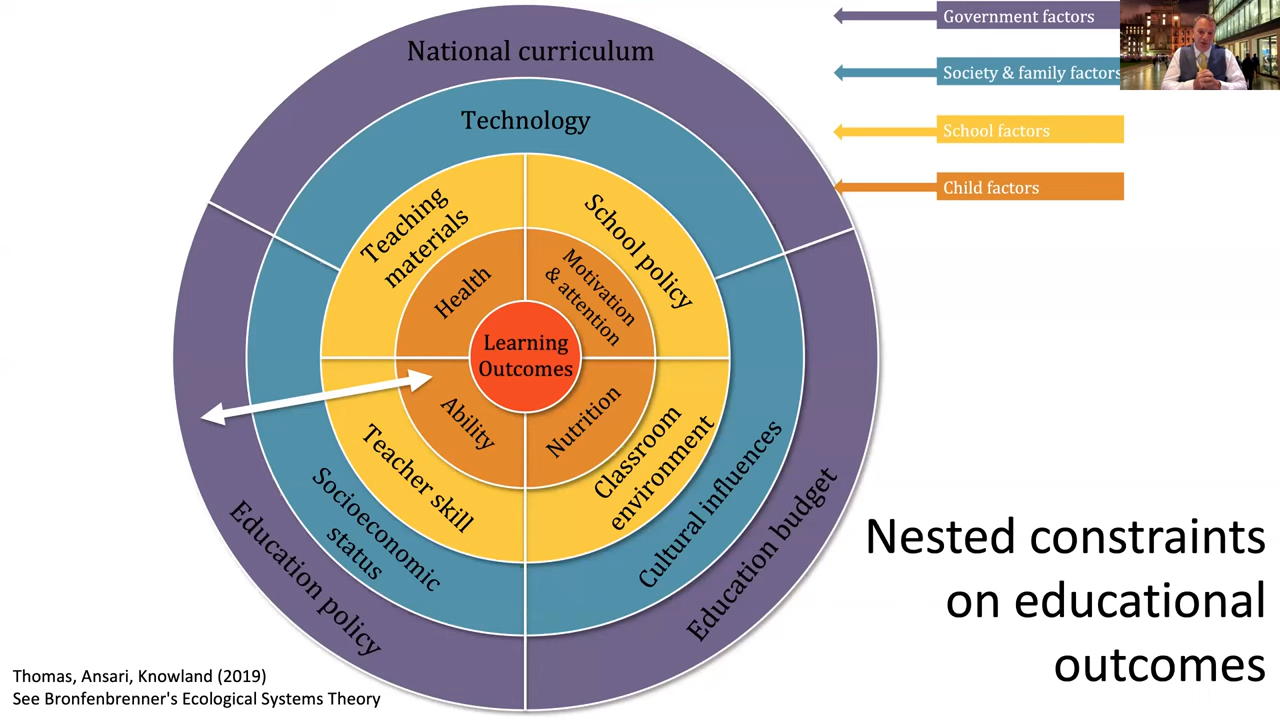 National curriculum
Technology
Teaching
materials
School policy
Health
Motivation
& attention
Learning
Outcomes
Ability
Nutrition
Teacher skill
Classroom
environment
Socioeconomic
status
Cultural influences
Education policy
Education budget
Government factors
Society & family factors
School factors
Child factors
Nested constraints
on educational
outcomes
Thomas, Ansari, Knowland (2019)
See Bronfenbrenner's Ecological Systems Theory